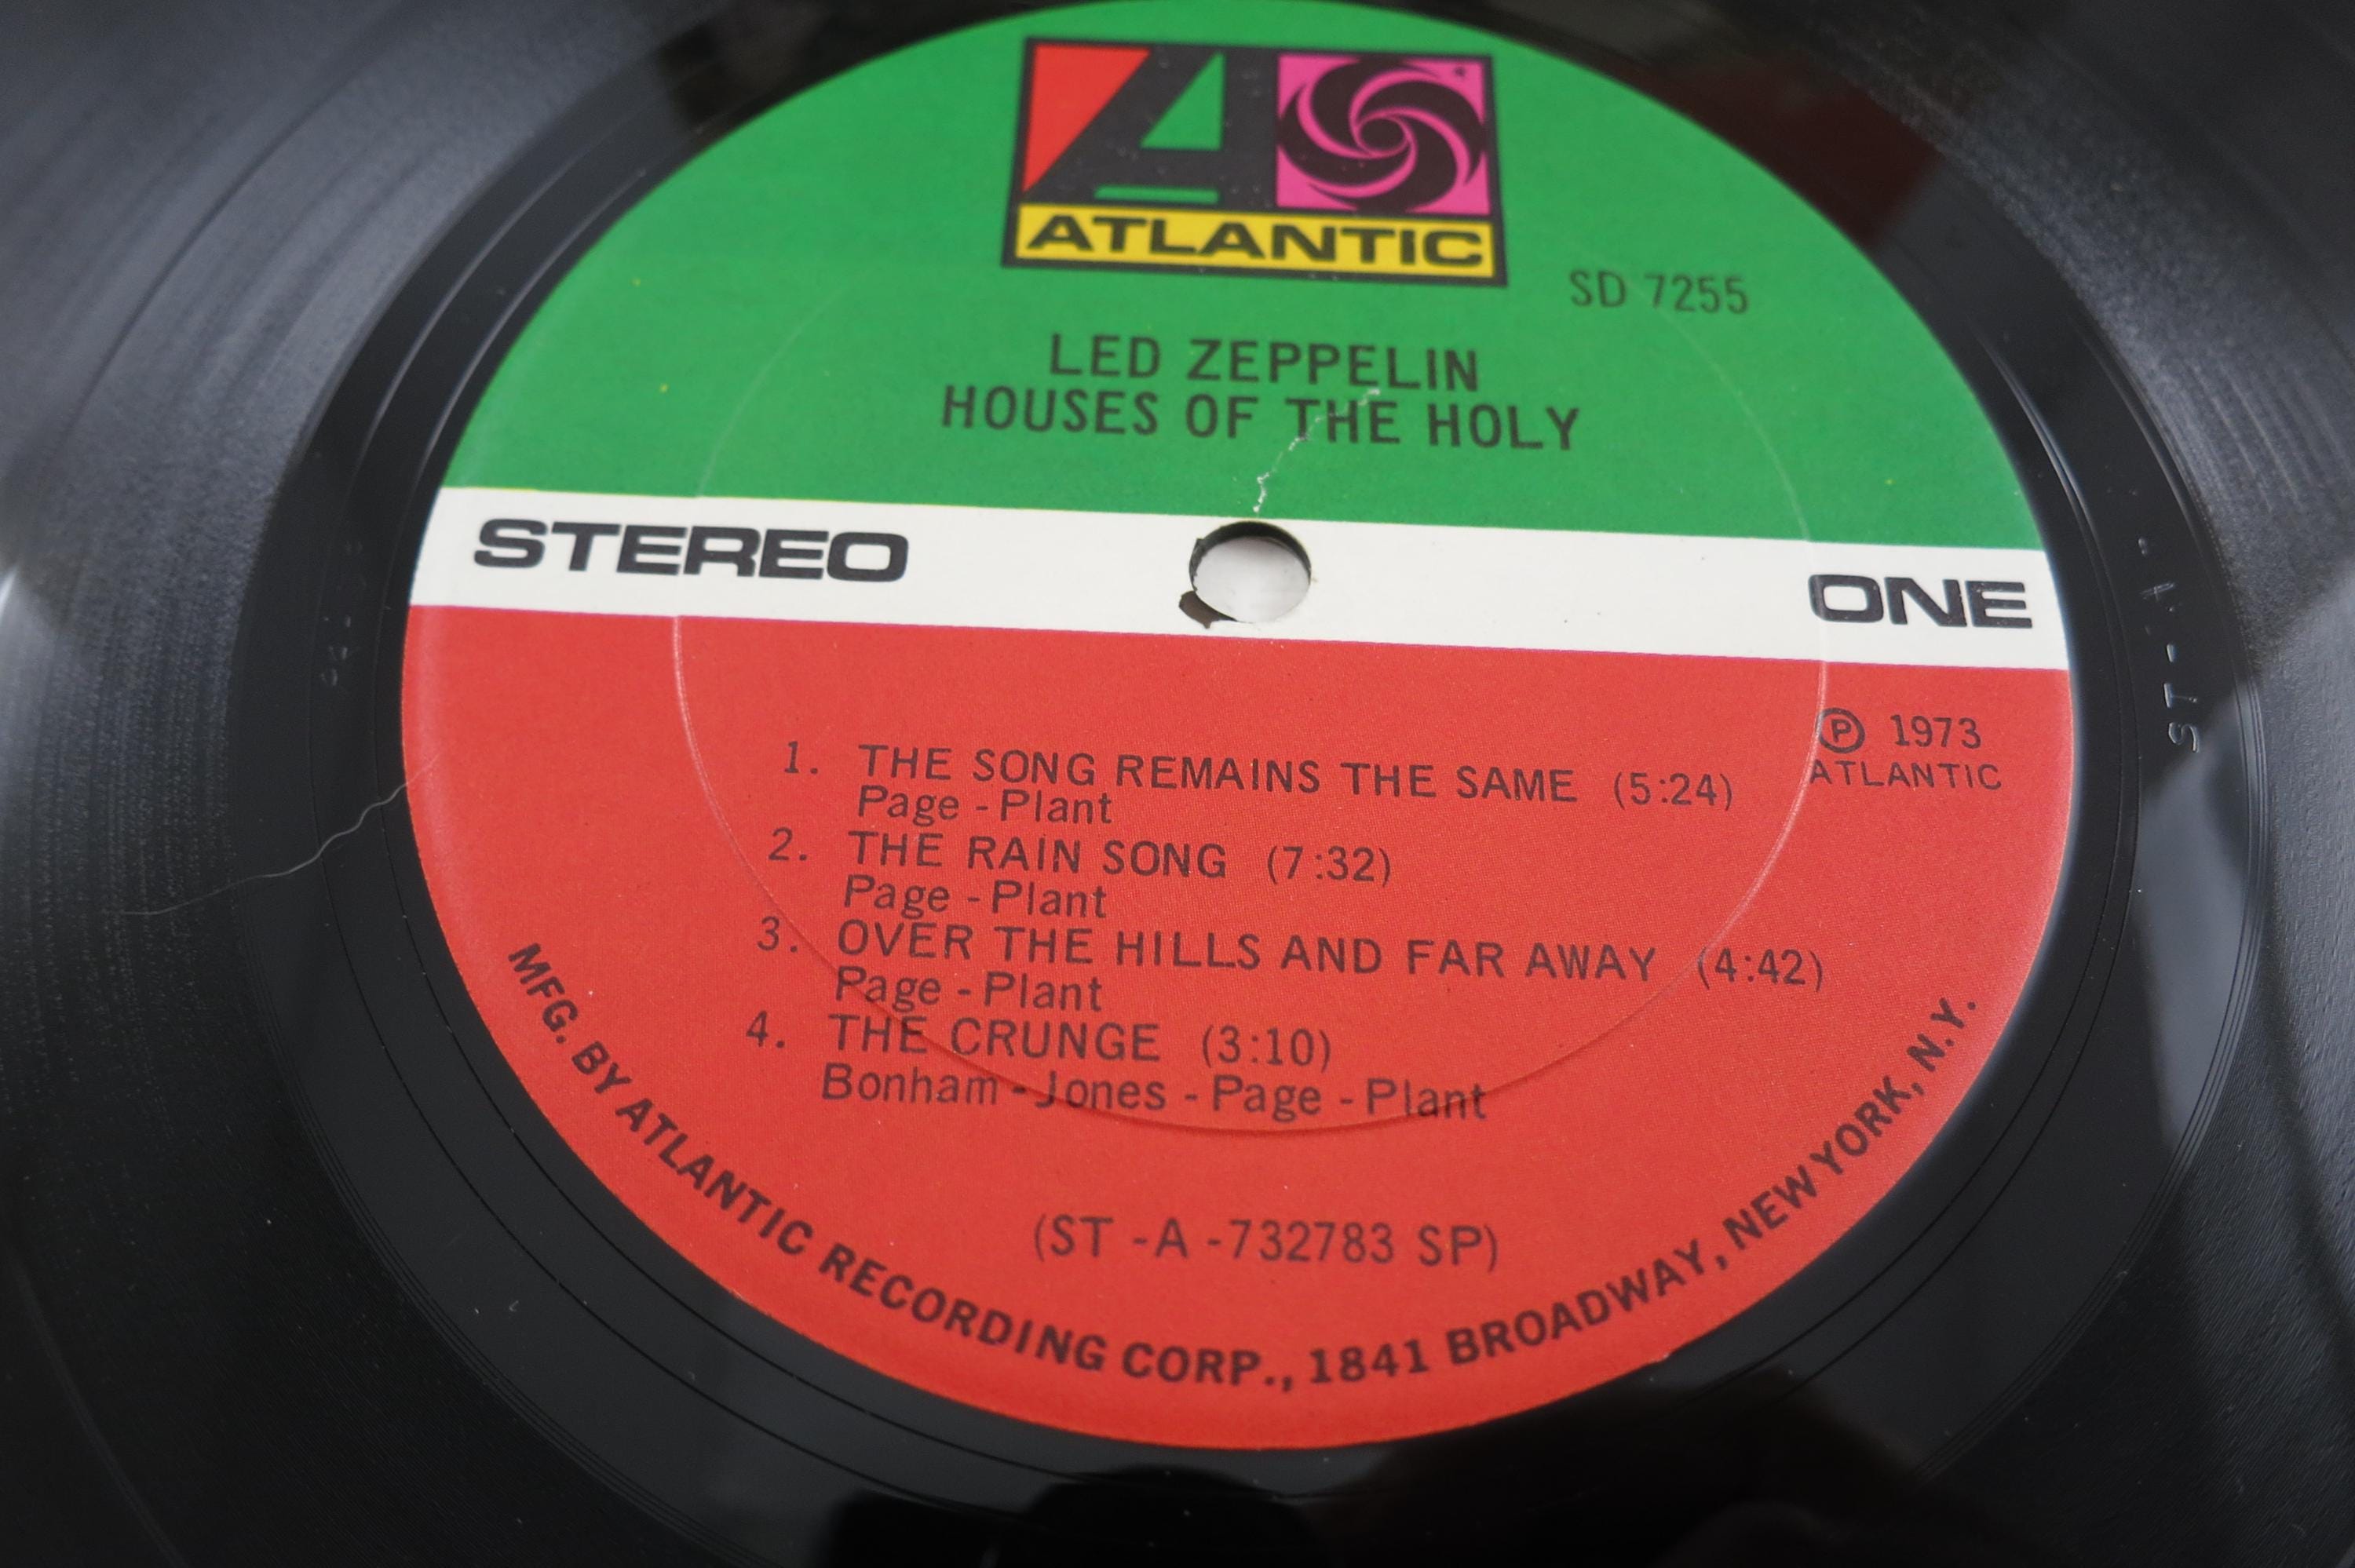 ATLANTIC
SD 7255
LED ZEPPELIN
HOUSES OF THE HOLY
STEREO
ONE
Ⓟ 1973
ATLANTIC
1. THE SONG REMAINS THE SAME (5:24)
Page - Plant
2. THE RAIN SONG (7:32)
Page - Plant
3. OVER THE HILLS AND FAR AWAY (4:42)
Page - Plant
4. THE CRUNGE (3:10)
Bonham - Jones - Page - Plant
(ST - A - 732783 SP)
MFG. BY ATLANTIC RECORDING CORP., 1841 BROADWAY, NEW YORK, N.Y.
ST - A -